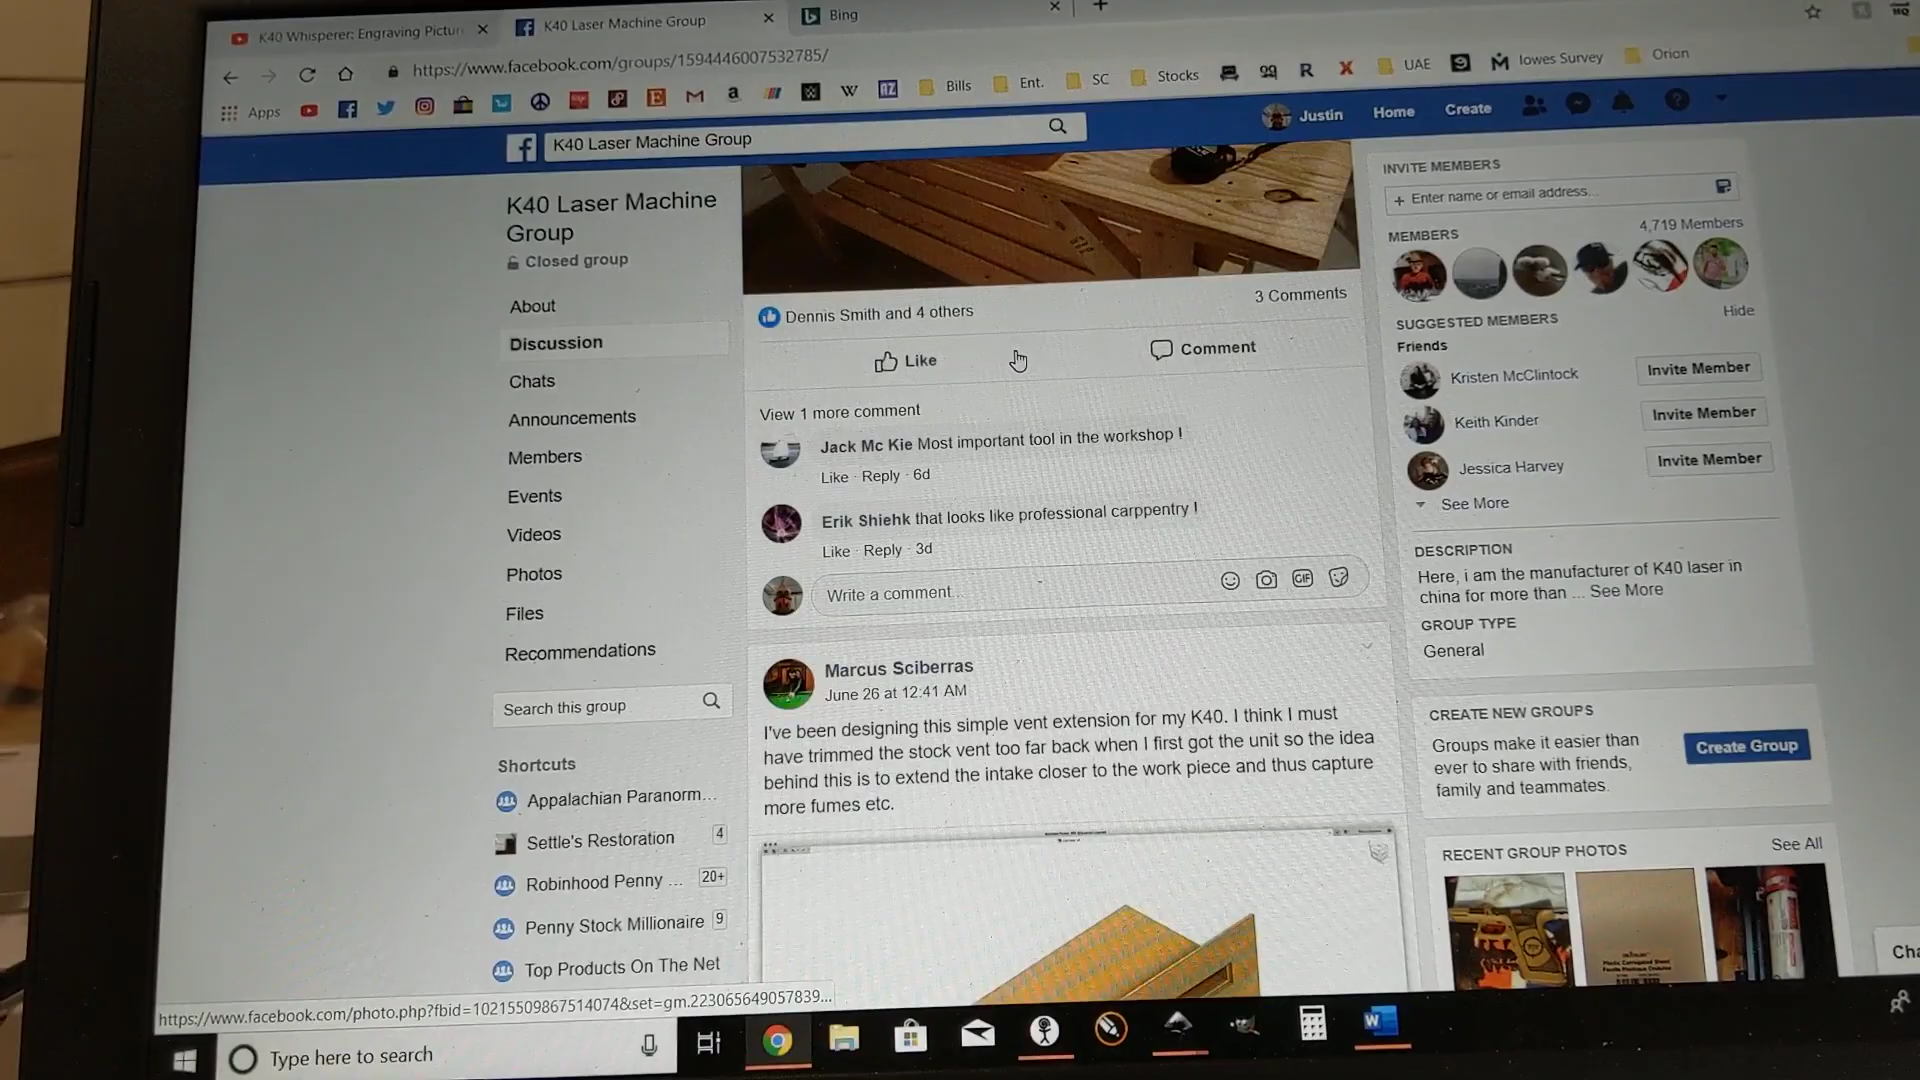 K40 Whisperer: Engraving Pictur
K40 Laser Machine Group
Bing
https://www.facebook.com/groups/1594446007532785/
Apps
Bills
Ent.
SC
Stocks
99
R
X
UAE
lowes Survey
Orion
K40 Laser Machine Group
Justin
Home
Create
K40 Laser Machine
Group
Closed group
About
Discussion
Chats
Announcements
Members
Events
Videos
Photos
Files
Recommendations
Search this group
Shortcuts
Appalachian Paranorm...
Settle's Restoration 4
Robinhood Penny ... 20+
Penny Stock Millionaire 9
Top Products On The Net
Dennis Smith and 4 others
3 Comments
Like
Comment
View 1 more comment
Jack Mc Kie Most important tool in the workshop !
Like · Reply · 6d
Erik Shiehk that looks like professional carppentry !
Like · Reply · 3d
Write a comment...
GIF
Marcus Sciberras
June 26 at 12:41 AM
I've been designing this simple vent extension for my K40. I think I must
have trimmed the stock vent too far back when I first got the unit so the idea
behind this is to extend the intake closer to the work piece and thus capture
more fumes etc.
INVITE MEMBERS
+ Enter name or email address...
MEMBERS
4,719 Members
SUGGESTED MEMBERS
Hide
Friends
Kristen McClintock
Invite Member
Keith Kinder
Invite Member
Jessica Harvey
Invite Member
See More
DESCRIPTION
Here, i am the manufacturer of K40 laser in
china for more than ... See More
GROUP TYPE
General
CREATE NEW GROUPS
Groups make it easier than
ever to share with friends,
family and teammates.
Create Group
RECENT GROUP PHOTOS
See All
Cha
https://www.facebook.com/photo.php?fbid=10215509867514074&set=gm.223065649057839...
Type here to search